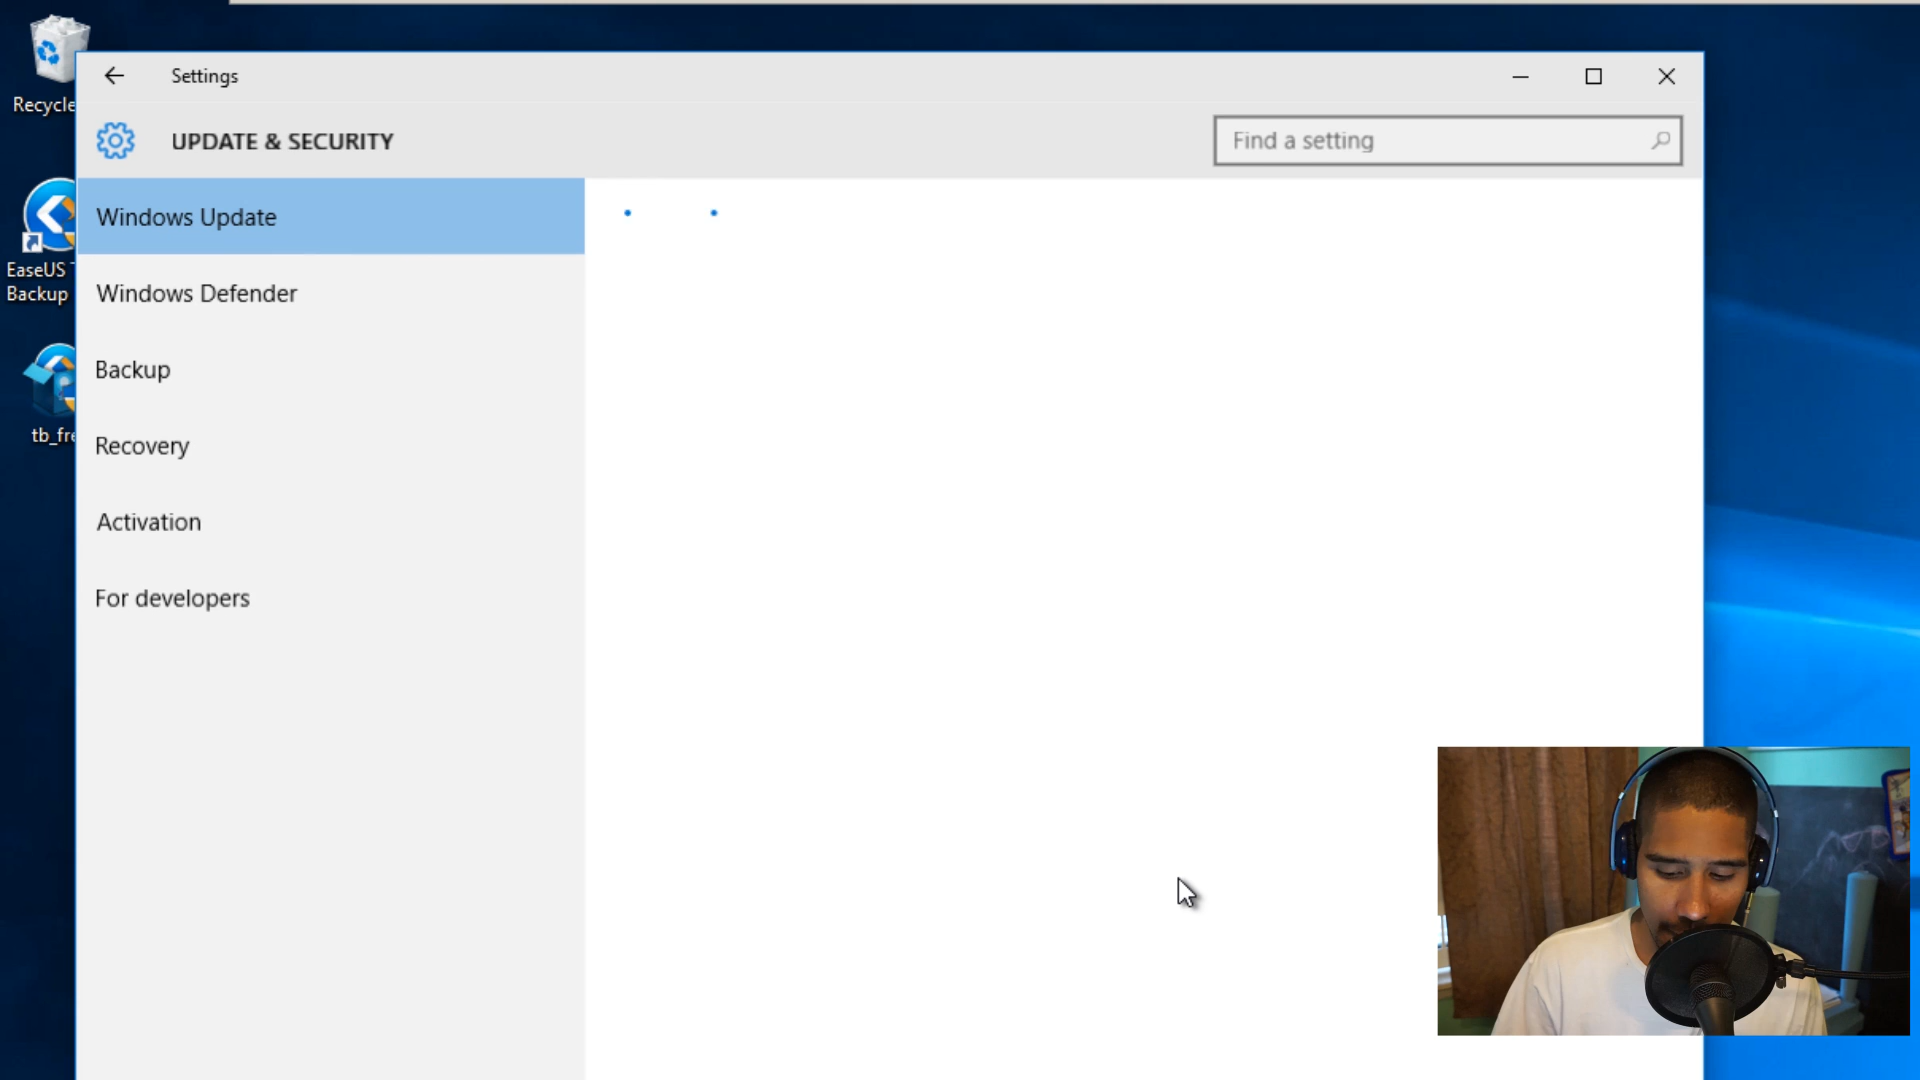 Recycle
Settings
UPDATE & SECURITY
Find a setting
Windows Update
Windows Defender
EaseUS T
Backup
Backup
tb_fre
Recovery
Activation
For developers